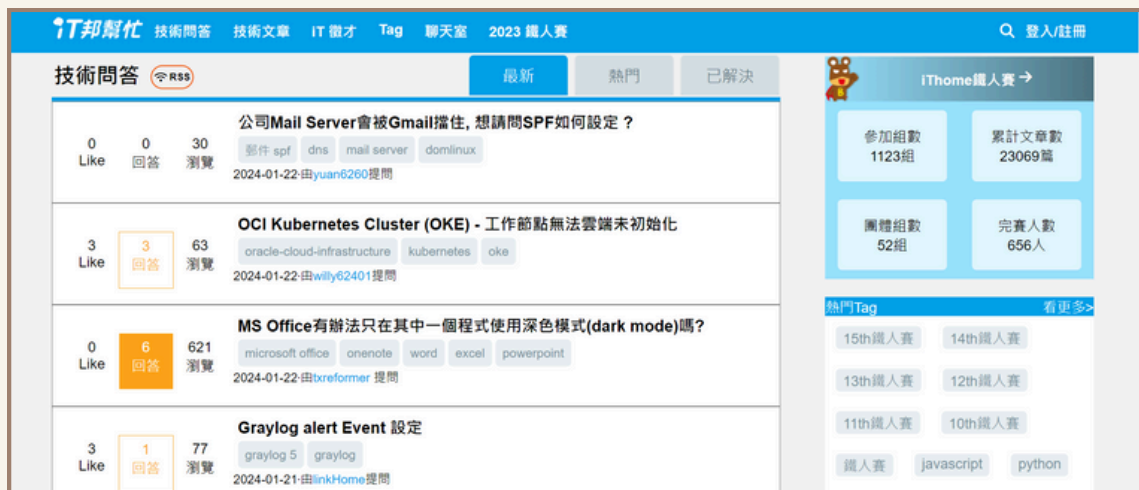 iT邦幫忙 技術問答 技術文章 iT 徵才 Tag 聊天室 2023 鐵人賽 登入/註冊
技術問答 RSS
最新 熱門 已解決
0 Like 0 回答 30 瀏覽
公司Mail Server會被Gmail擋住, 想請問SPF如何設定 ?
郵件 spf dns mail server domlinux
2024-01-22‧由yuan6260提問
3 Like 3 回答 63 瀏覽
OCI Kubernetes Cluster (OKE) - 工作節點無法雲端未初始化
oracle-cloud-infrastructure kubernetes oke
2024-01-22‧由willy62401提問
0 Like 6 回答 621 瀏覽
MS Office有辦法只在其中一個程式使用深色模式(dark mode)嗎?
microsoft office onenote word excel powerpoint
2024-01-22‧由txreformer 提問
3 Like 1 回答 77 瀏覽
Graylog alert Event 設定
graylog 5 graylog
2024-01-21‧由linkHome提問
iThome鐵人賽
參加組數 累計文章數
1123組 23069篇
團體組數 完賽人數
52組 656人
熱門Tag 看更多>
15th鐵人賽 14th鐵人賽
13th鐵人賽 12th鐵人賽
11th鐵人賽 10th鐵人賽
鐵人賽 javascript python